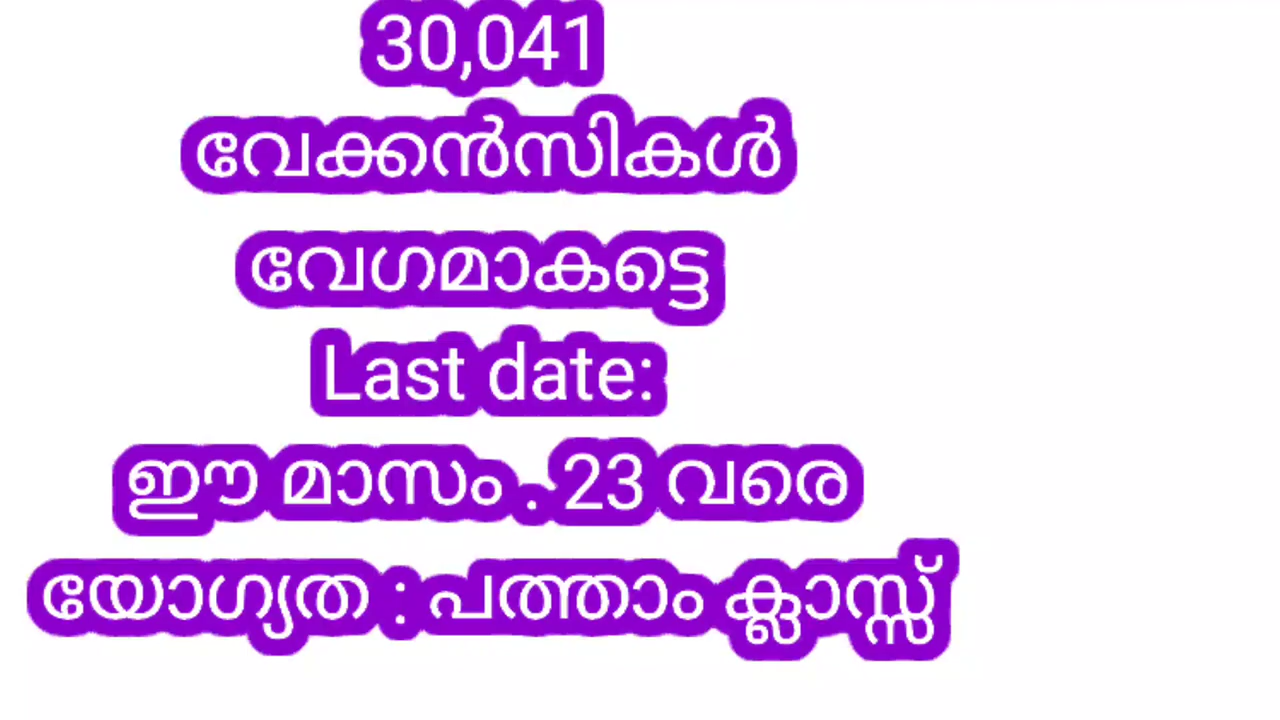 30,041
വേക്കൻസികൾ
വേഗമാകട്ടെ
Last date:
ഈ മാസം . 23 വരെ
യോഗ്യത : പത്താം ക്ലാസ്സ്